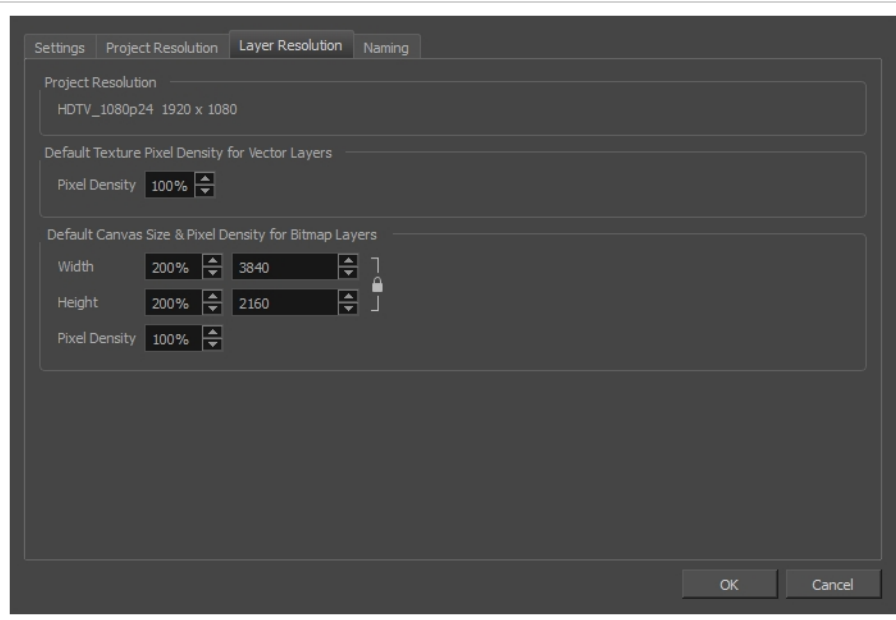 Settings Project Resolution Layer Resolution Naming
Project Resolution
HDTV_1080p24 1920 x 1080
Default Texture Pixel Density for Vector Layers
Pixel Density 100%
Default Canvas Size & Pixel Density for Bitmap Layers
Width 200% 3840
Height 200% 2160
Pixel Density 100%
OK Cancel